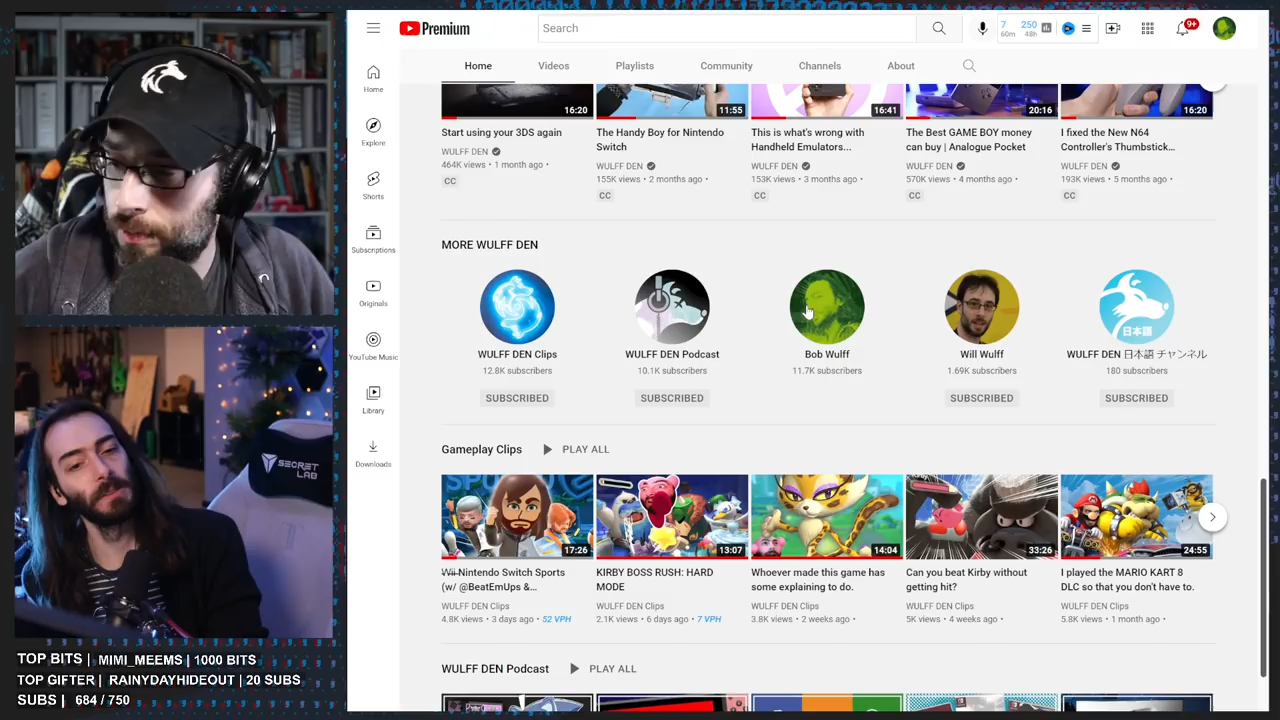 Premium
Search
7
60m
250
48h
9+
Home
Explore
Shorts
Subscriptions
Originals
YouTube Music
Library
Downloads
Home
Videos
Playlists
Community
Channels
About
16:20
11:55
16:41
20:16
16:20
Start using your 3DS again
WULFF DEN
464K views • 1 month ago •
CC
The Handy Boy for Nintendo
Switch
WULFF DEN
155K views • 2 months ago •
CC
This is what's wrong with
Handheld Emulators...
WULFF DEN
153K views • 3 months ago •
CC
The Best GAME BOY money
can buy | Analogue Pocket
WULFF DEN
570K views • 4 months ago •
CC
I fixed the New N64
Controller's Thumbstick...
WULFF DEN
193K views • 5 months ago •
CC
MORE WULFF DEN
日本語
WULFF DEN Clips
12.8K subscribers
SUBSCRIBED
WULFF DEN Podcast
10.1K subscribers
SUBSCRIBED
Bob Wulff
11.7K subscribers
Will Wulff
1.69K subscribers
SUBSCRIBED
WULFF DEN 日本語 チャンネル
180 subscribers
SUBSCRIBED
Gameplay Clips
PLAY ALL
17:26
13:07
14:04
33:26
24:55
Wii Nintendo Switch Sports
(w/ @BeatEmUps &...
WULFF DEN Clips
4.8K views • 3 days ago • 52 VPH
KIRBY BOSS RUSH: HARD
MODE
WULFF DEN Clips
2.1K views • 6 days ago • 7 VPH
Whoever made this game has
some explaining to do.
WULFF DEN Clips
3.8K views • 2 weeks ago •
Can you beat Kirby without
getting hit?
WULFF DEN Clips
5K views • 4 weeks ago •
I played the MARIO KART 8
DLC so that you don't have to.
WULFF DEN Clips
5.8K views • 1 month ago •
WULFF DEN Podcast
PLAY ALL
SECRET
LAB
TOP BITS | MIMI_MEEMS | 1000 BITS
TOP GIFTER | RAINYDAYHIDEOUT | 20 SUBS
SUBS | 684 / 750